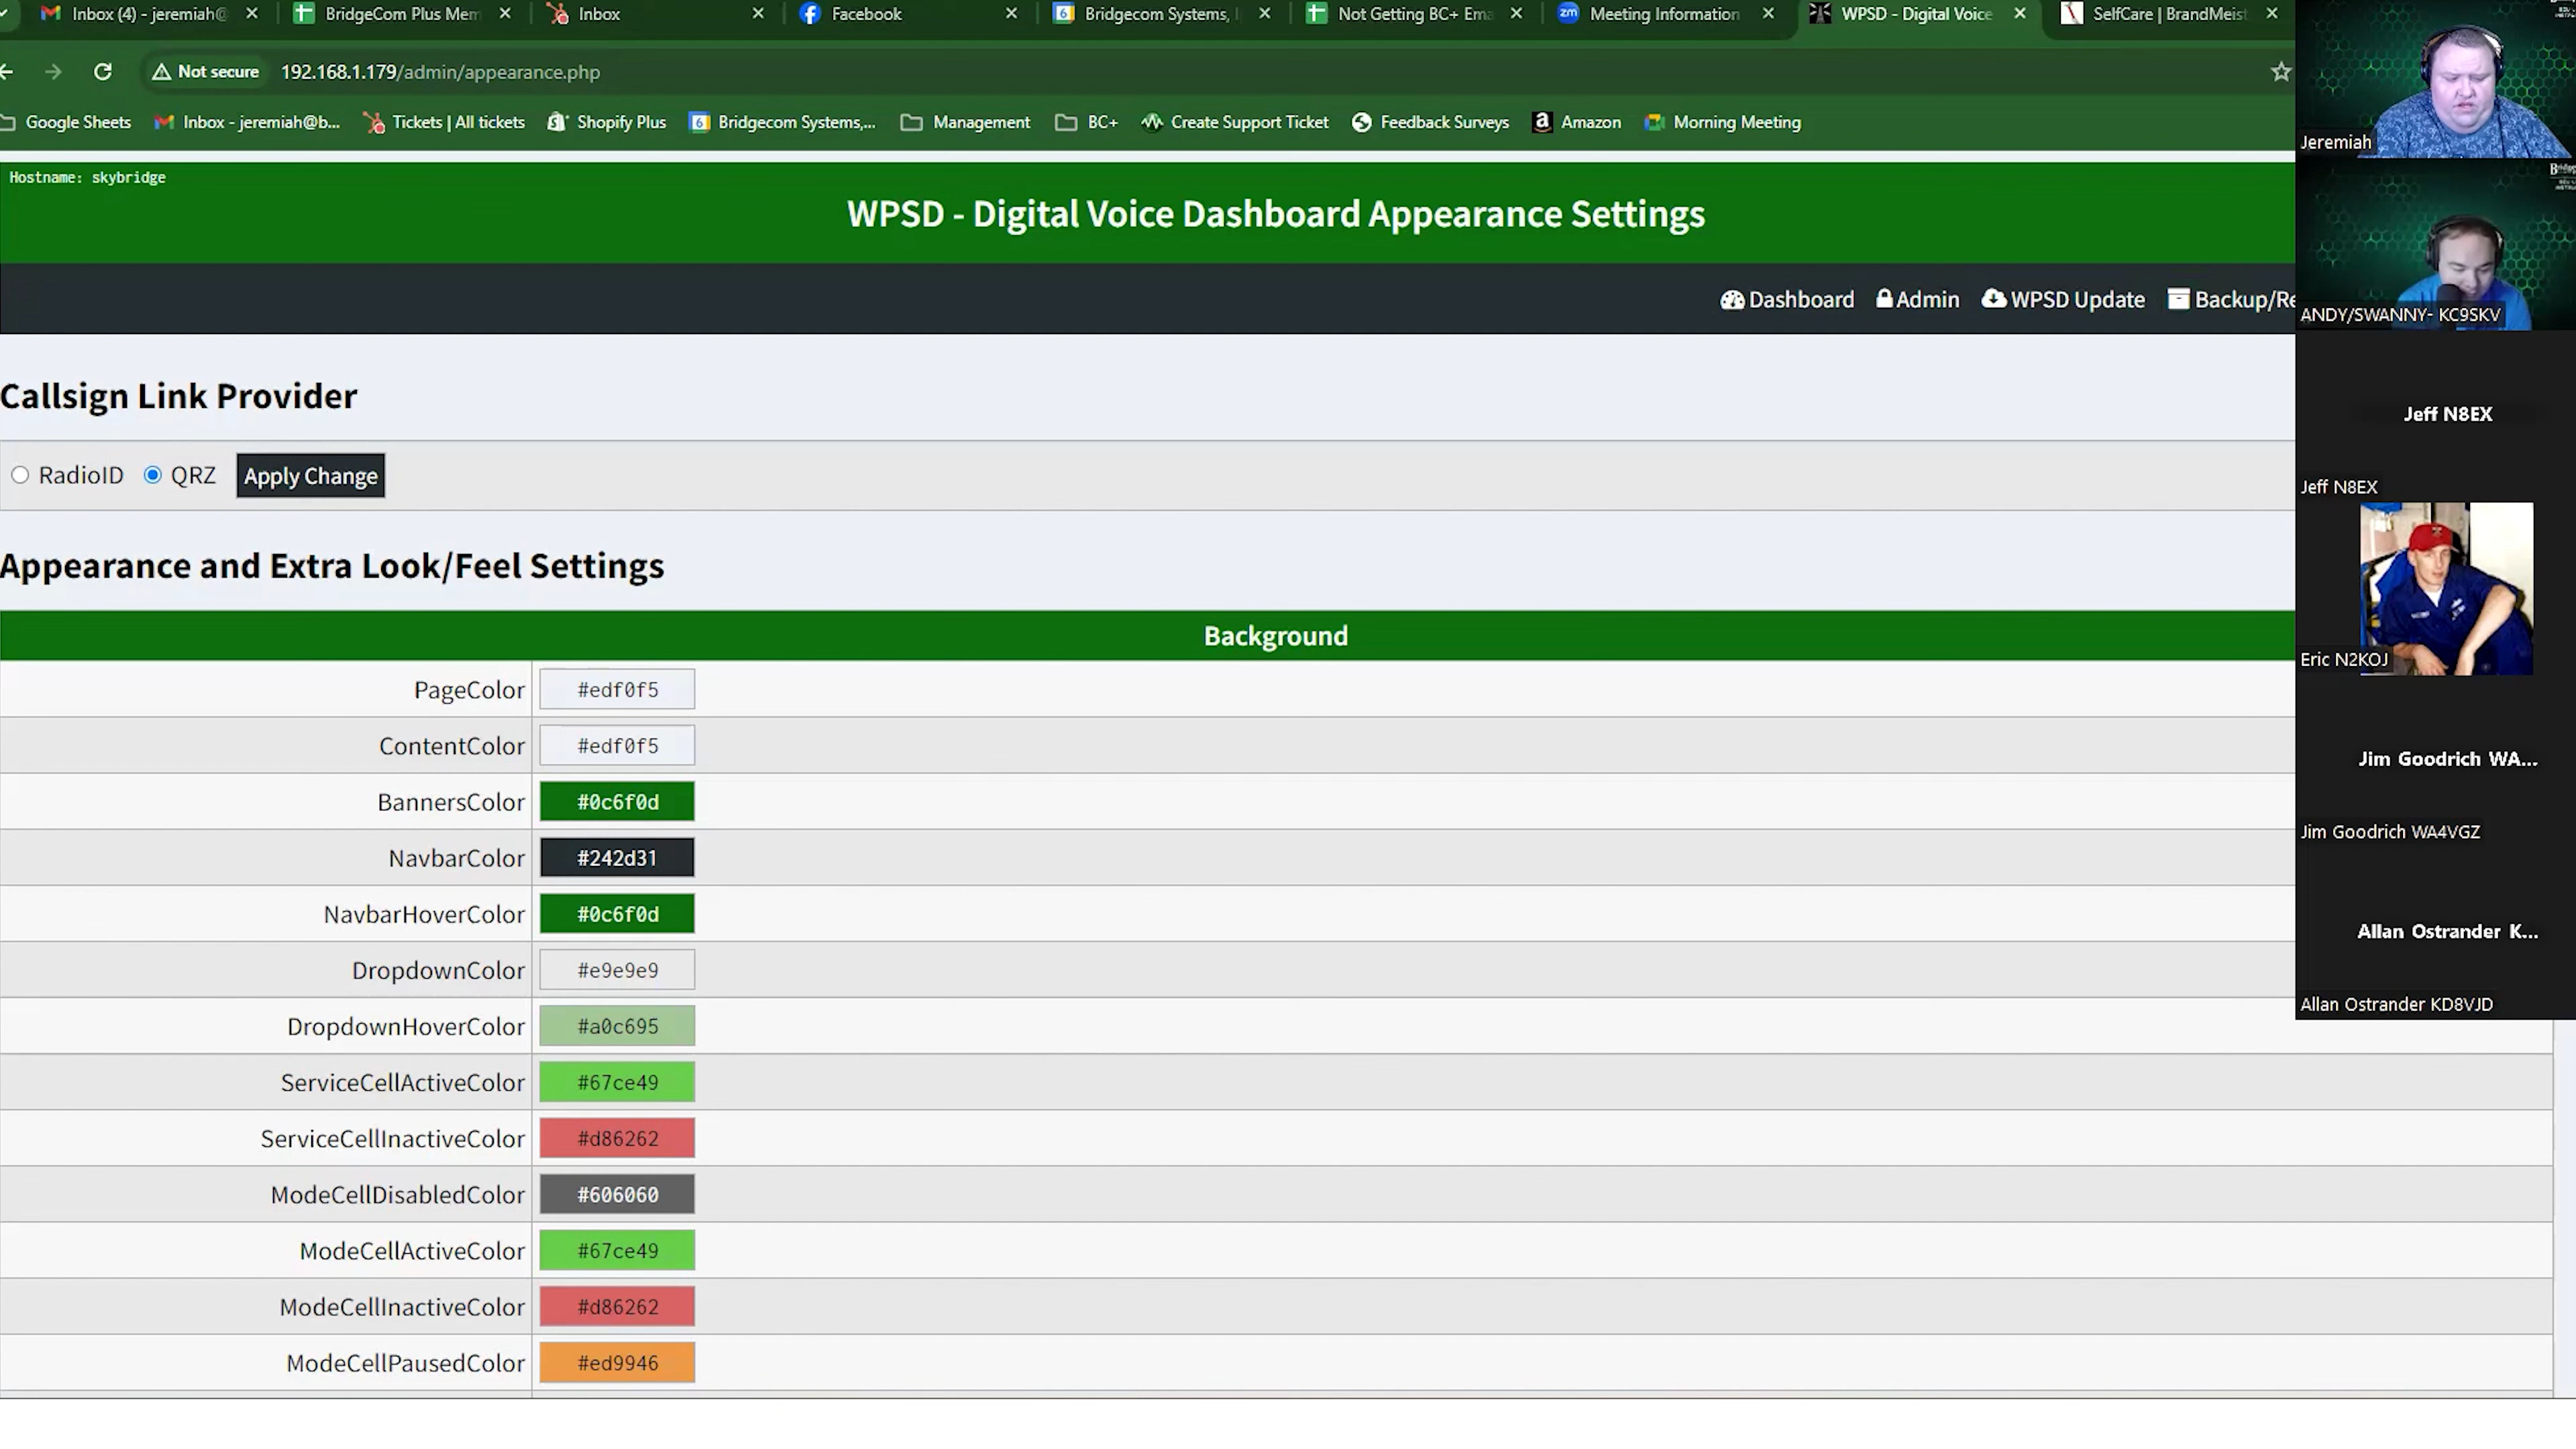 Inbox (4) - jeremiah@
BridgeCom Plus Mem
Inbox
Facebook
Bridgecom Systems,
Not Getting BC+ Ema
Meeting Information
WPSD - Digital Voice
SelfCare | BrandMeist
Not secure 192.168.1.179/admin/appearance.php
Google Sheets
Inbox - jeremiah@b...
Tickets | All tickets
Shopify Plus
Bridgecom Systems,...
Management
BC+
Create Support Ticket
Feedback Surveys
Amazon
Morning Meeting
Hostname: skybridge
WPSD - Digital Voice Dashboard Appearance Settings
Dashboard Admin WPSD Update Backup/Re
Callsign Link Provider
RadioID QRZ Apply Change
Appearance and Extra Look/Feel Settings
Background
PageColor #edf0f5
ContentColor #edf0f5
BannersColor #0c6f0d
NavbarColor #242d31
NavbarHoverColor #0c6f0d
DropdownColor #e9e9e9
DropdownHoverColor #a0c695
ServiceCellActiveColor #67ce49
ServiceCellInactiveColor #d86262
ModeCellDisabledColor #606060
ModeCellActiveColor #67ce49
ModeCellInactiveColor #d86262
ModeCellPausedColor #ed9946
Jeremiah
ANDY/SWANNY- KC9SKV
Jeff N8EX
Jeff N8EX
Eric N2KOJ
Jim Goodrich WA...
Jim Goodrich WA4VGZ
Allan Ostrander K...
Allan Ostrander KD8VJD